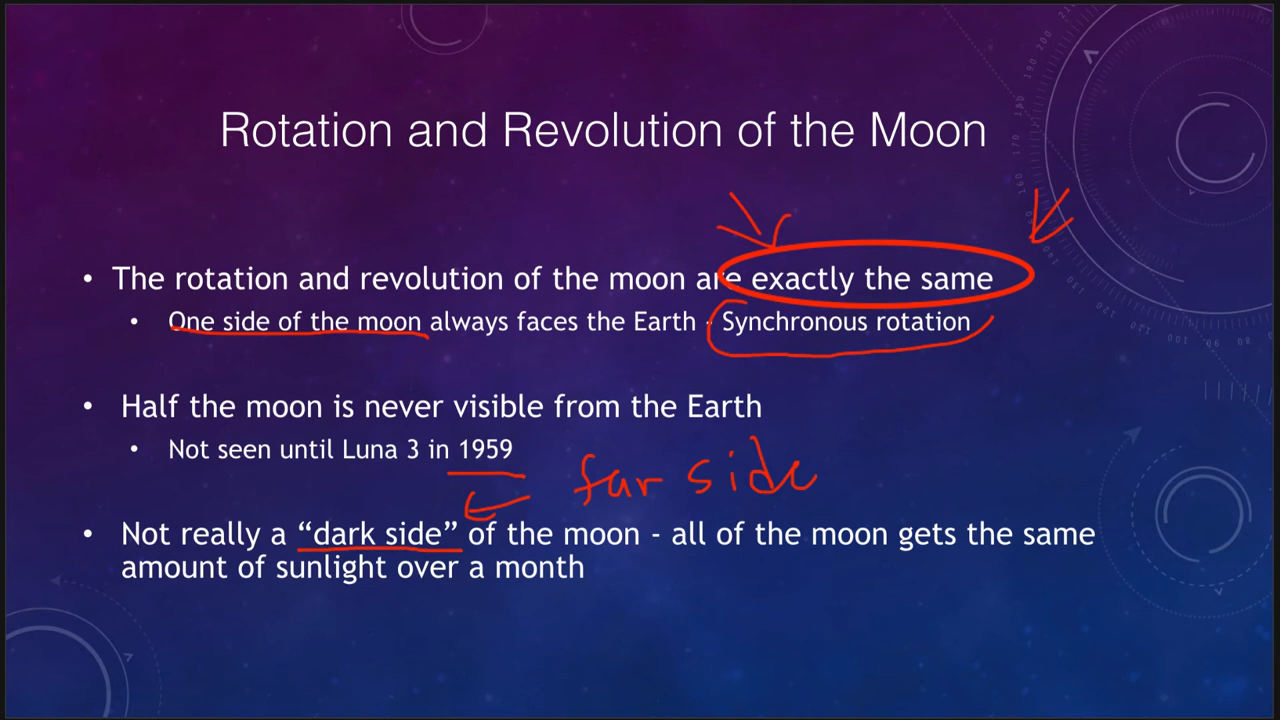 Rotation and Revolution of the Moon
• The rotation and revolution of the moon are exactly the same
• One side of the moon always faces the Earth - Synchronous rotation
• Half the moon is never visible from the Earth
• Not seen until Luna 3 in 1959
far side
• Not really a “dark side” of the moon - all of the moon gets the same
amount of sunlight over a month